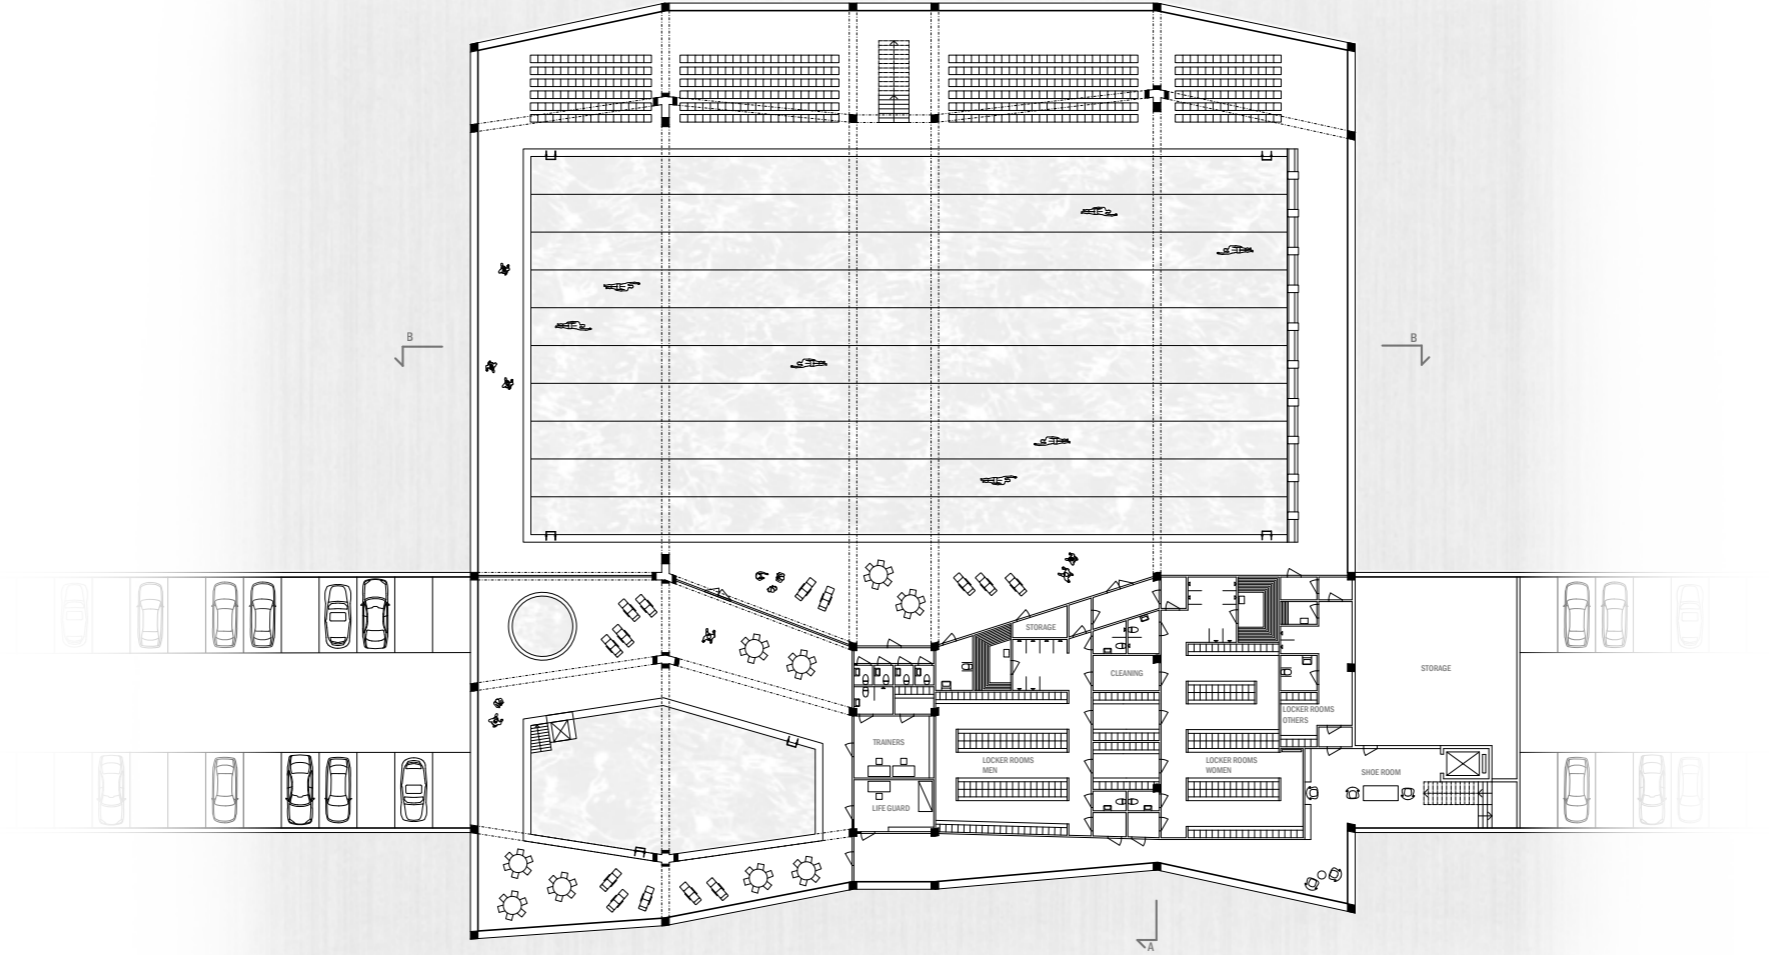 B
B
STORAGE
STORAGE
CLEANING
LOCKER ROOMS
OTHERS
TRAINERS
LOCKER ROOMS
MEN
LOCKER ROOMS
WOMEN
SHOE ROOM
LIFE GUARD
A